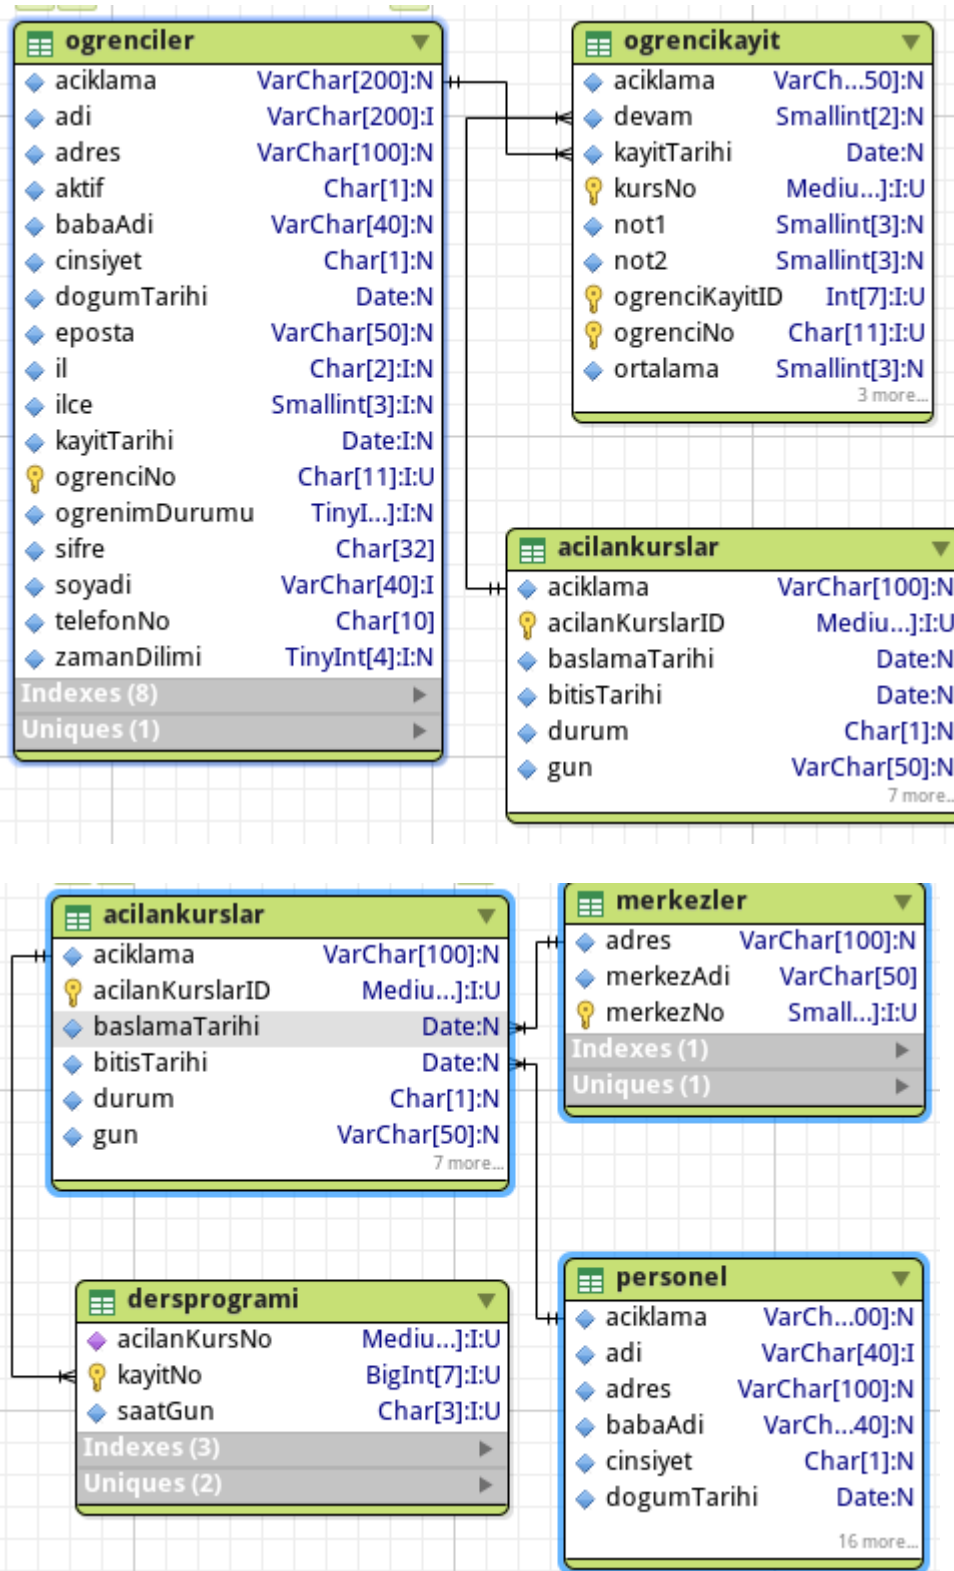 ogrenciler
aciklama VarChar[200]:N
adi VarChar[200]:I
adres VarChar[100]:N
aktif Char[1]:N
babaAdi VarChar[40]:N
cinsiyet Char[1]:N
dogumTarihi Date:N
eposta VarChar[50]:N
il Char[2]:I:N
ilce Smallint[3]:I:N
kayitTarihi Date:I:N
ogrenciNo Char[11]:I:U
ogrenimDurumu TinyI...]:I:N
sifre Char[32]
soyadi VarChar[40]:I
telefonNo Char[10]
zamanDilimi TinyInt[4]:I:N
Indexes (8)
Uniques (1)
ogrencikayit
aciklama VarCh...50]:N
devam Smallint[2]:N
kayitTarihi Date:N
kursNo Mediu...]:I:U
not1 Smallint[3]:N
not2 Smallint[3]:N
ogrenciKayitID Int[7]:I:U
ogrenciNo Char[11]:I:U
ortalama Smallint[3]:N
3 more...
acilankurslar
aciklama VarChar[100]:N
acilanKurslarID Mediu...]:I:U
baslamaTarihi Date:N
bitisTarihi Date:N
durum Char[1]:N
gun VarChar[50]:N
7 more...
acilankurslar
aciklama VarChar[100]:N
acilanKurslarID Mediu...]:I:U
baslamaTarihi Date:N
bitisTarihi Date:N
durum Char[1]:N
gun VarChar[50]:N
7 more...
merkezler
adres VarChar[100]:N
merkezAdi VarChar[50]
merkezNo Small...]:I:U
Indexes (1)
Uniques (1)
dersprogrami
acilanKursNo Mediu...]:I:U
kayitNo BigInt[7]:I:U
saatGun Char[3]:I:U
Indexes (3)
Uniques (2)
personel
aciklama VarCh...00]:N
adi VarChar[40]:I
adres VarChar[100]:N
babaAdi VarCh...40]:N
cinsiyet Char[1]:N
dogumTarihi Date:N
16 more...